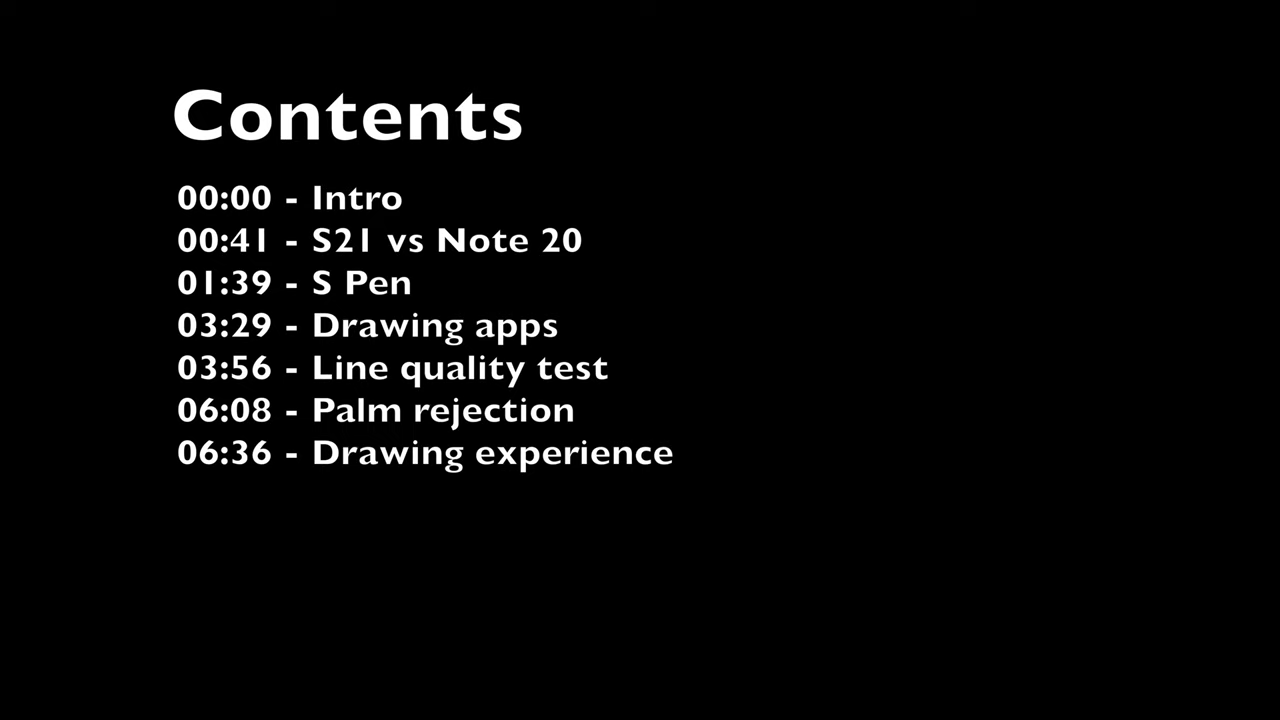 Contents
00:00 - Intro
00:41 - S21 vs Note 20
01:39 - S Pen
03:29 - Drawing apps
03:56 - Line quality test
06:08 - Palm rejection
06:36 - Drawing experience